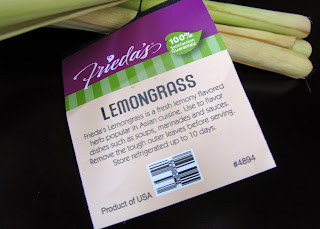 Frieda's
100%
Satisfaction
Guarantee
LEMONGRASS
Frieda's Lemongrass is a fresh lemony flavored
herb popular in Asian cuisine. Use to flavor
dishes such as soups, marinades and sauces.
Remove the tough outer leaves before serving.
Store refrigerated up to 10 days.
Product of USA
#4894